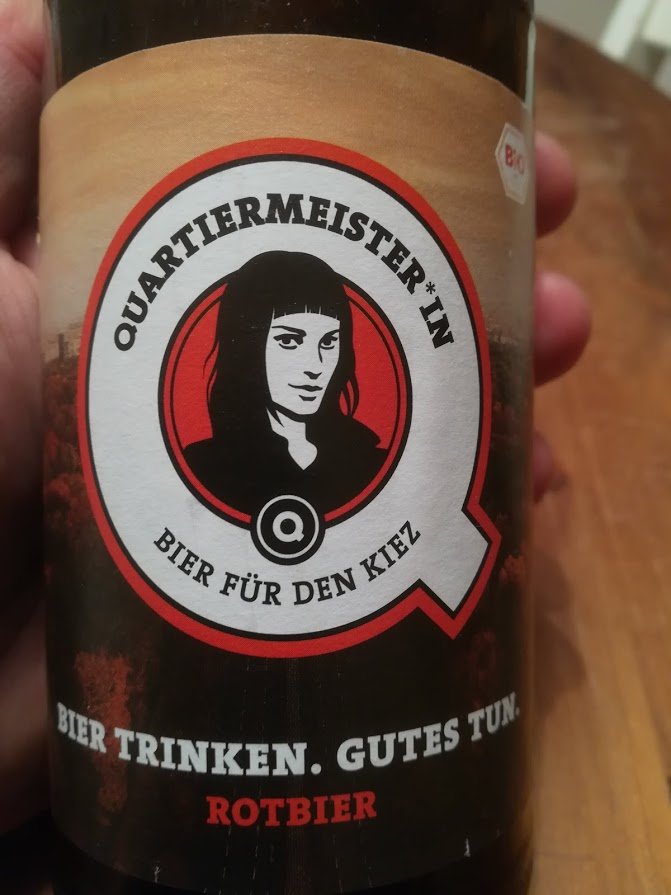 BIO
QUARTIERMEISTER*IN
Q
BIER FÜR DEN KIEZ
BIER TRINKEN. GUTES TUN.
ROTBIER